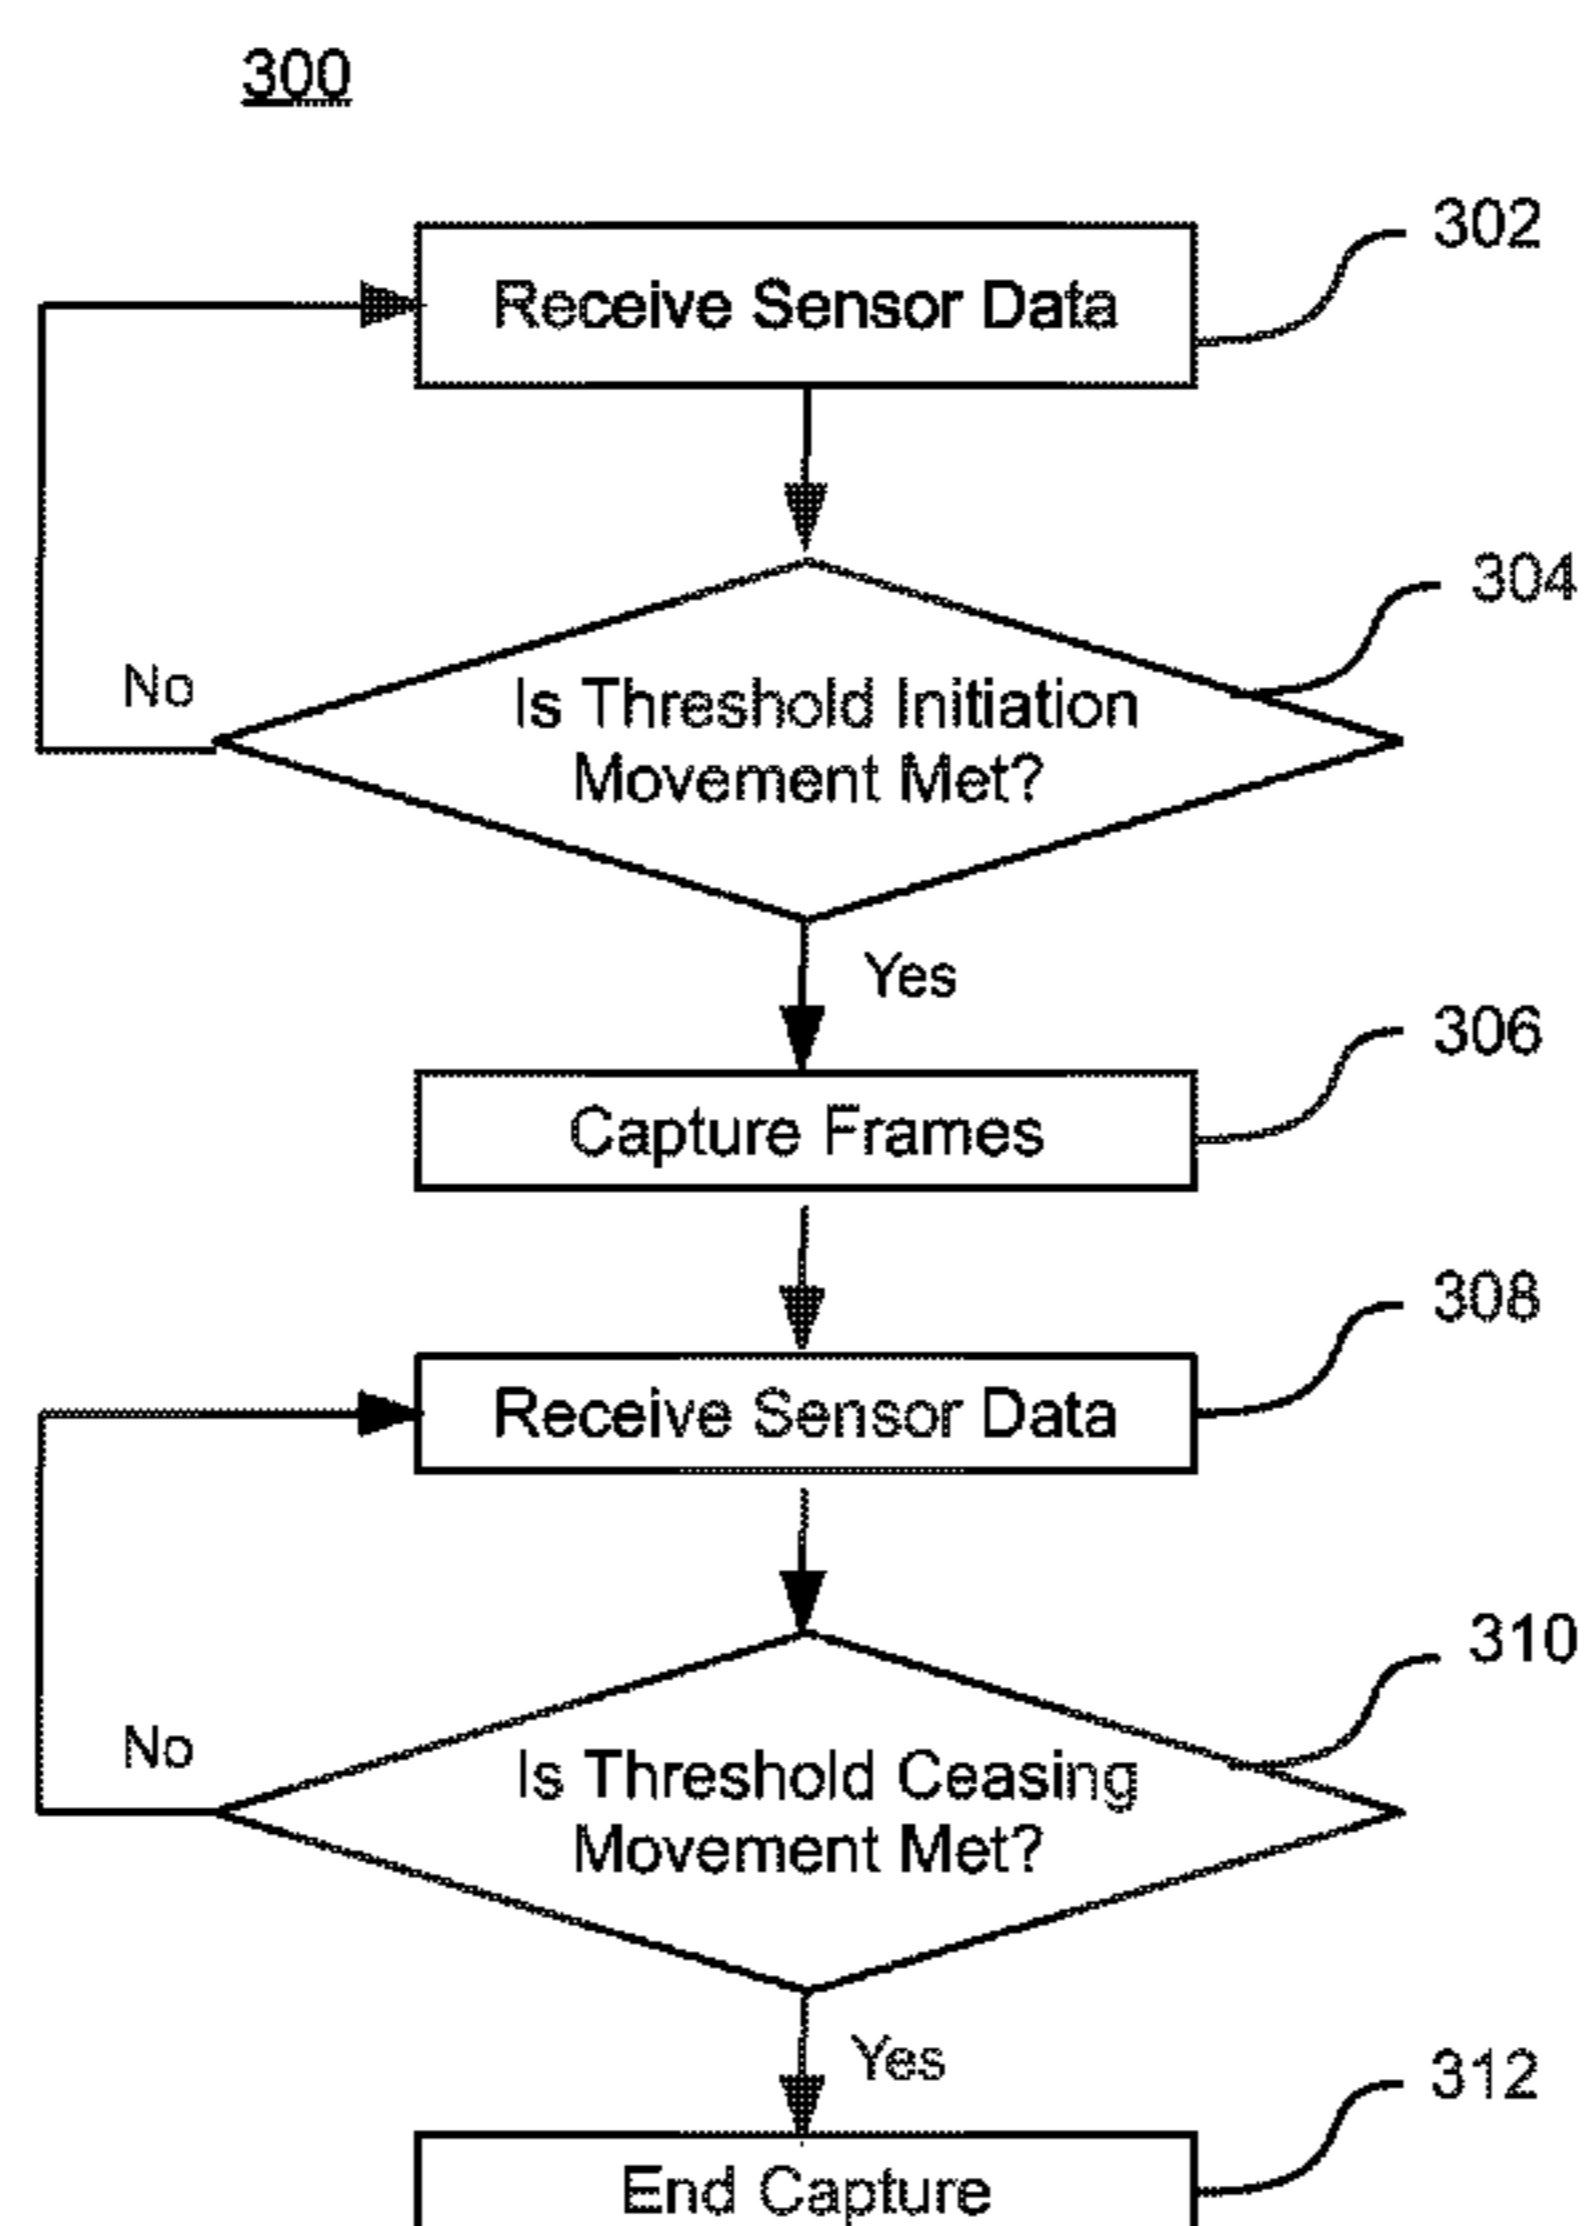 300
302
Receive Sensor Data
304
No
Is Threshold Initiation
Movement Met?
Yes
306
Capture Frames
308
Receive Sensor Data
310
No
Is Threshold Ceasing
Movement Met?
Yes
312
End Capture